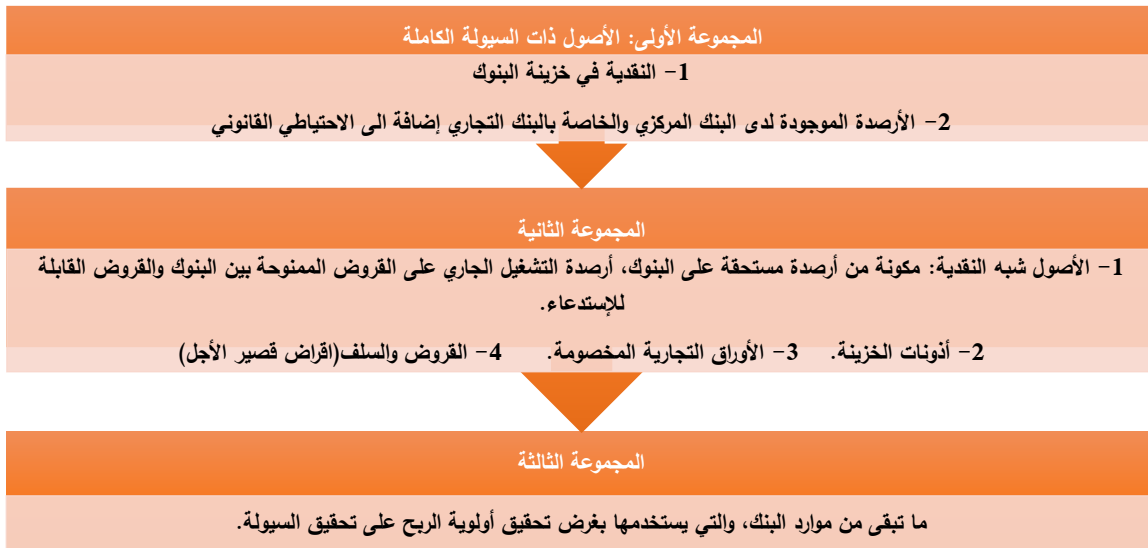 المجموعة الأولى: الأصول ذات السيولة الكاملة
1- النقدية في خزينة البنوك
2- الأرصدة الموجودة لدى البنك المركزي والخاصة بالبنك التجاري إضافة الى الاحتياطي القانوني
المجموعة الثانية
1- الأصول شبه النقدية: مكونة من أرصدة مستحقة على البنوك، أرصدة التشغيل الجاري على القروض الممنوحة بين البنوك والقروض القابلة
للإستدعاء.
2- أذونات الخزينة. 3- الأوراق التجارية المخصومة. 4- القروض والسلف(اقراض قصير الأجل)
المجموعة الثالثة
ما تبقى من موارد البنك، والتي يستخدمها بغرض تحقيق أولوية الربح على تحقيق السيولة.